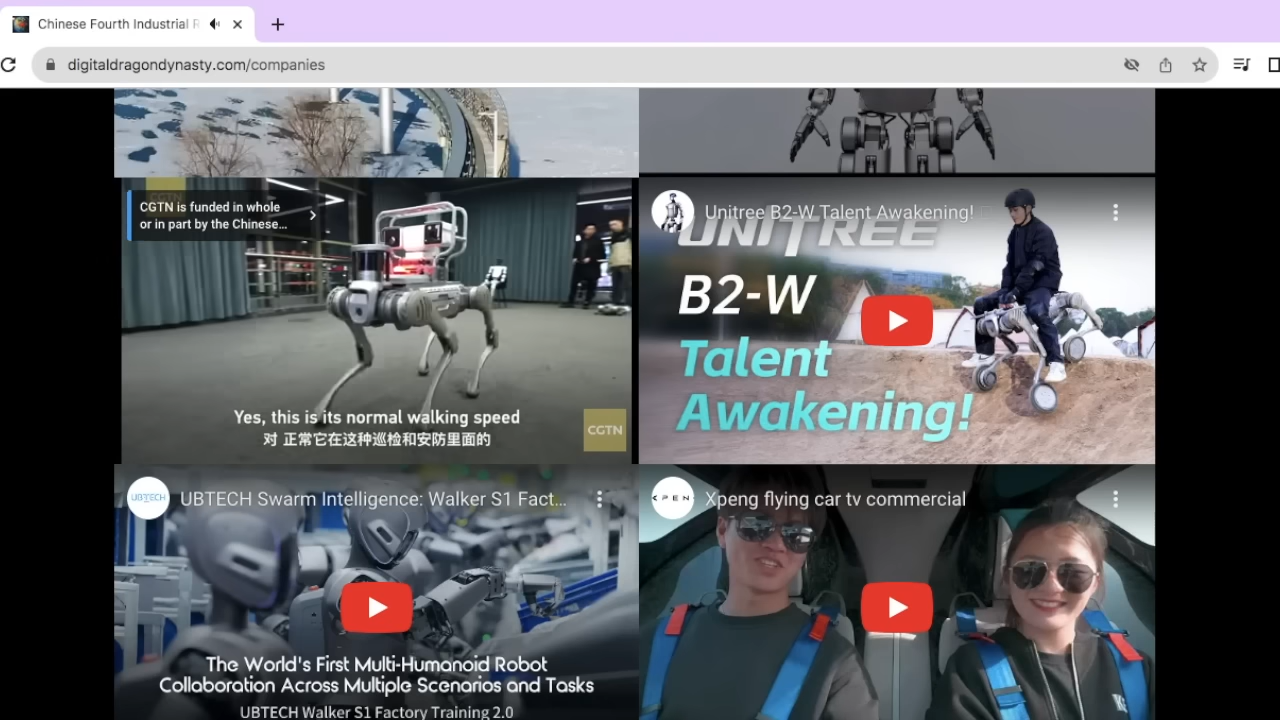 Chinese Fourth Industrial R
digitaldragondynasty.com/companies
CGTN is funded in whole
or in part by the Chinese…
Yes, this is its normal walking speed
对 正常它在这种巡检和安防里面的
CGTN
Unitree B2-W Talent Awakening!
UNITREE
B2-W
Talent
Awakening!
UBTECH
UBTECH Swarm Intelligence: Walker S1 Fact…
The World's First Multi-Humanoid Robot
Collaboration Across Multiple Scenarios and Tasks
UBTECH Walker S1 Factory Training 2.0
XPENG
Xpeng flying car tv commercial